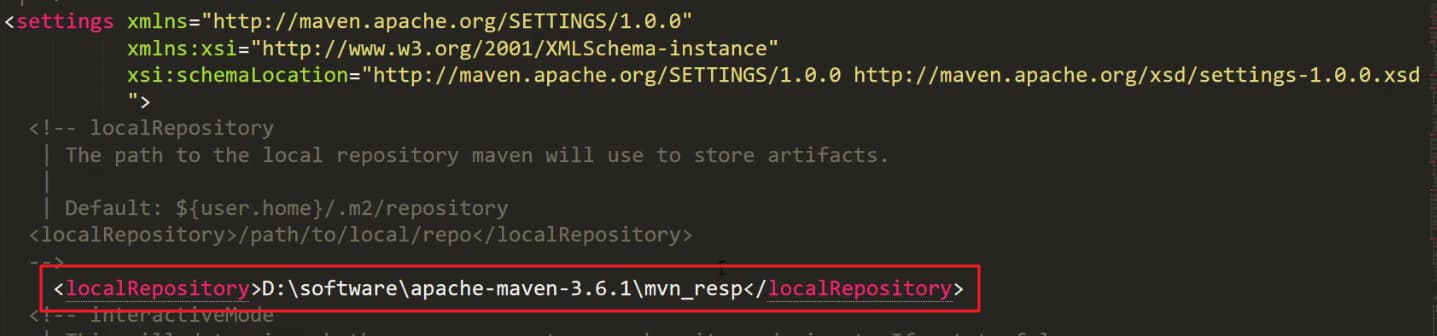 <settings xmlns="http://maven.apache.org/SETTINGS/1.0.0"
xmlns:xsi="http://www.w3.org/2001/XMLSchema-instance"
xsi:schemaLocation="http://maven.apache.org/SETTINGS/1.0.0 http://maven.apache.org/xsd/settings-1.0.0.xsd
">
<!-- localRepository
| The path to the local repository maven will use to store artifacts.
|
| Default: ${user.home}/.m2/repository
<localRepository>/path/to/local/repo</localRepository>
-->
<localRepository>D:\software\apache-maven-3.6.1\mvn_resp</localRepository>
<!-- interactiveMode